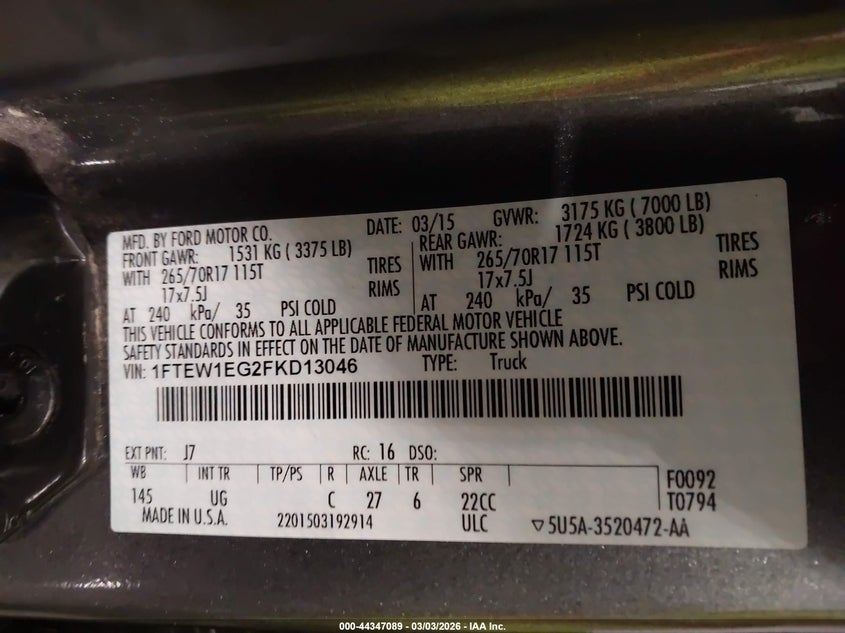 MFD. BY FORD MOTOR CO. DATE: 03/15 GVWR: 3175 KG ( 7000 LB)
FRONT GAWR: 1531 KG ( 3375 LB) REAR GAWR: 1724 KG ( 3800 LB)
WITH 265/70R17 115T TIRES WITH 265/70R17 115T TIRES
17x7.5J RIMS 17x7.5J RIMS
AT 240 kPa/ 35 PSI COLD AT 240 kPa/ 35 PSI COLD
THIS VEHICLE CONFORMS TO ALL APPLICABLE FEDERAL MOTOR VEHICLE
SAFETY STANDARDS IN EFFECT ON THE DATE OF MANUFACTURE SHOWN ABOVE.
VIN: 1FTEW1EG2FKD13046 TYPE: Truck
EXT PNT: J7 RC: 16 DSO:
WB INT TR TP/PS R AXLE TR SPR F0092
145 UG C 27 6 22CC T0794
MADE IN U.S.A. 2201503192914 ULC ▽5U5A-3520472-AA
000-44347089 - 03/03/2026 - IAA Inc.